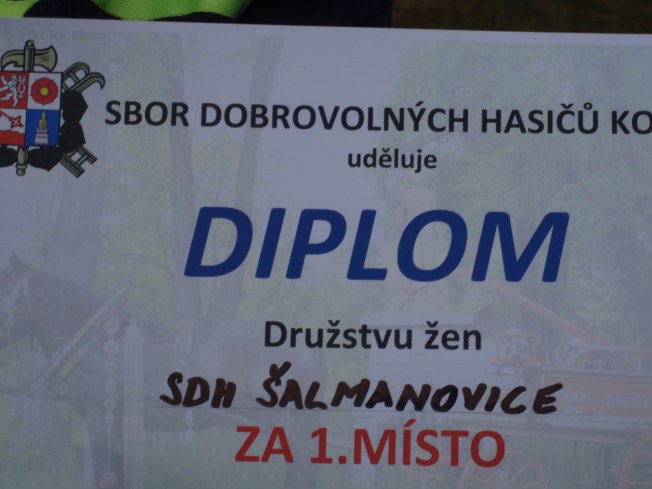 SBOR DOBROVOLNÝCH HASIČŮ KO
uděluje
DIPLOM
Družstvu žen
SDH ŠALMANOVICE
ZA 1.MÍSTO